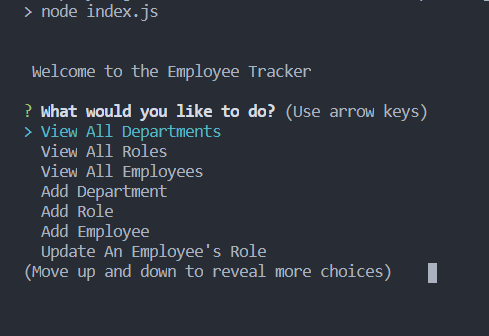 > node index.js
Welcome to the Employee Tracker
? What would you like to do? (Use arrow keys)
> View All Departments
View All Roles
View All Employees
Add Department
Add Role
Add Employee
Update An Employee's Role
(Move up and down to reveal more choices)